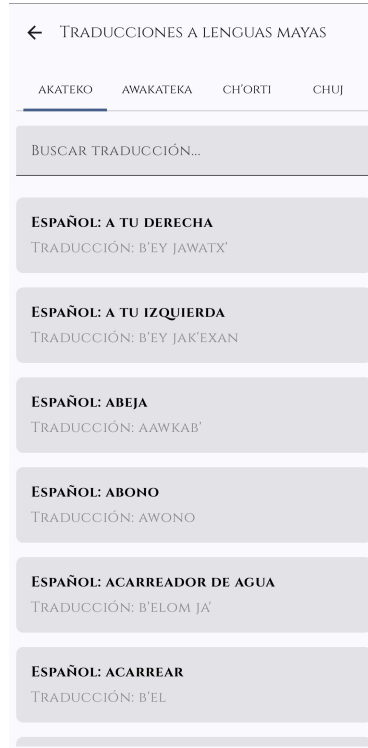 Traducciones a lenguas mayas
AKATEKO AWAKATEKA CH'ORTI CHUJ
Buscar traducción...
Español: a tu derecha
Traducción: b'ey jawatx'
Español: a tu izquierda
Traducción: b'ey jak'exan
Español: abeja
Traducción: aawkab'
Español: abono
Traducción: awono
Español: acarreador de agua
Traducción: b'elom ja'
Español: acarrear
Traducción: b'el